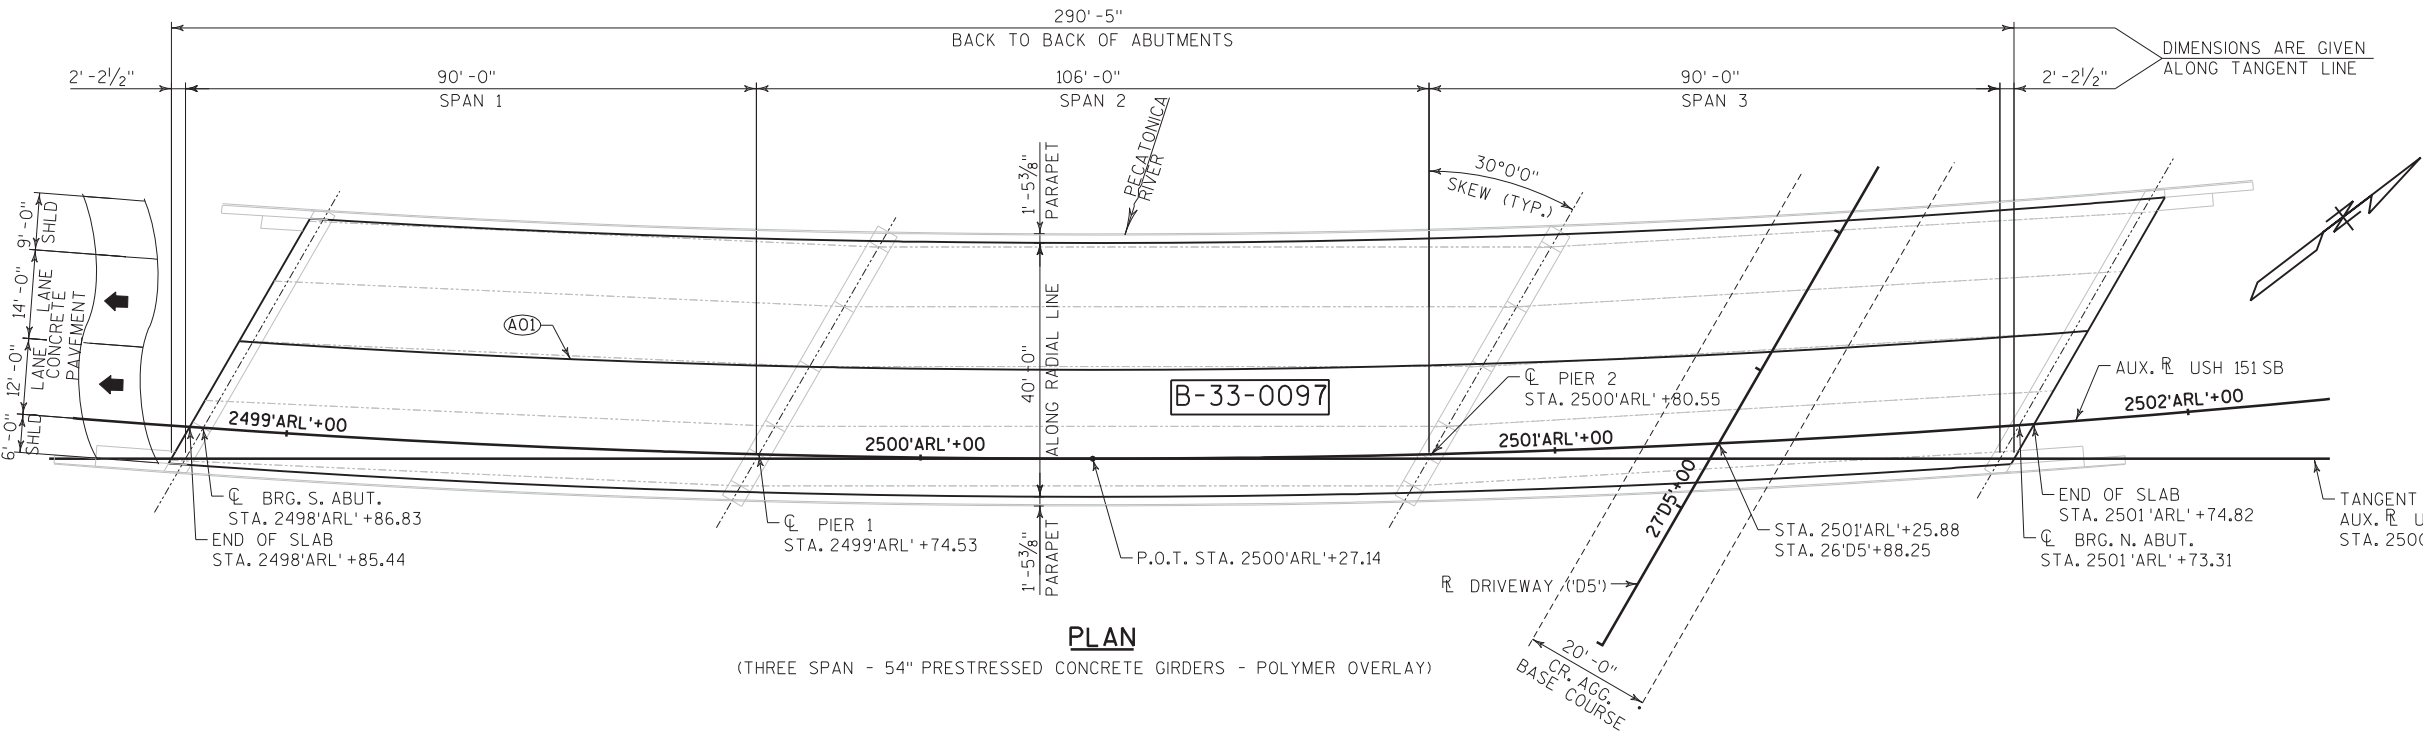 290'-5"
BACK TO BACK OF ABUTMENTS
DIMENSIONS ARE GIVEN
ALONG TANGENT LINE
2'-2½"
90'-0"
SPAN 1
106'-0"
SPAN 2
90'-0"
SPAN 3
2'-2½"
PECATONICA
RIVER
1'-5⅜"
PARAPET
30°0'0"
SKEW (TYP.)
9'-0"
SHLD
14'-0"
LANE
12'-0"
LANE
6'-0"
SHLD
CONCRETE
PAVEMENT
A01
40'-0"
ALONG RADIAL LINE
B-33-0097
℄ PIER 2
STA. 2500'ARL'+80.55
AUX. R̲L̲ USH 151 SB
2499'ARL'+00
2500'ARL'+00
2501'ARL'+00
2502'ARL'+00
27'D5'+00
℄ BRG. S. ABUT.
STA. 2498'ARL'+86.83
END OF SLAB
STA. 2498'ARL'+85.44
℄ PIER 1
STA. 2499'ARL'+74.53
1'-5⅜"
PARAPET
P.O.T. STA. 2500'ARL'+27.14
STA. 2501'ARL'+25.88
STA. 26'D5'+88.25
END OF SLAB
STA. 2501'ARL'+74.82
℄ BRG. N. ABUT.
STA. 2501'ARL'+73.31
TANGENT
AUX. RL U
STA. 2500
RL DRIVEWAY ('D5')
20'-0"
CR. AGG.
BASE COURSE
PLAN
(THREE SPAN - 54" PRESTRESSED CONCRETE GIRDERS - POLYMER OVERLAY)